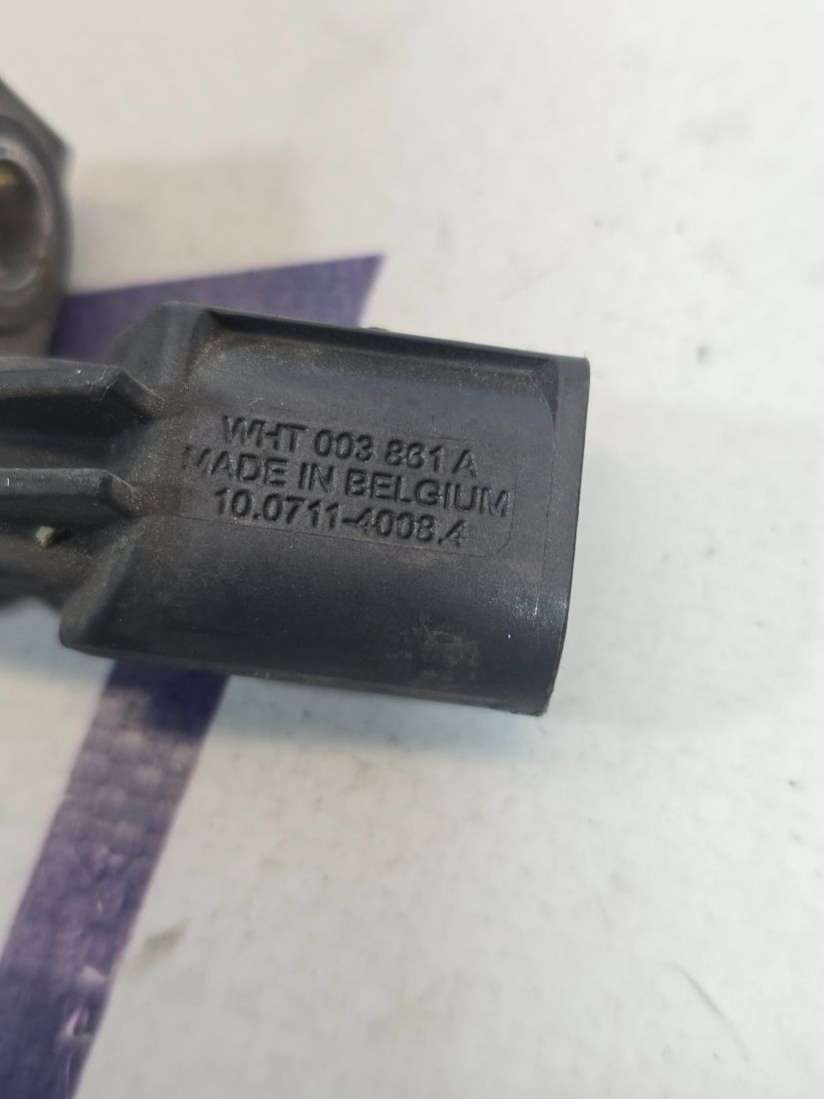 WHT 003 861 A
MADE IN BELGIUM
10.0711-4008.4